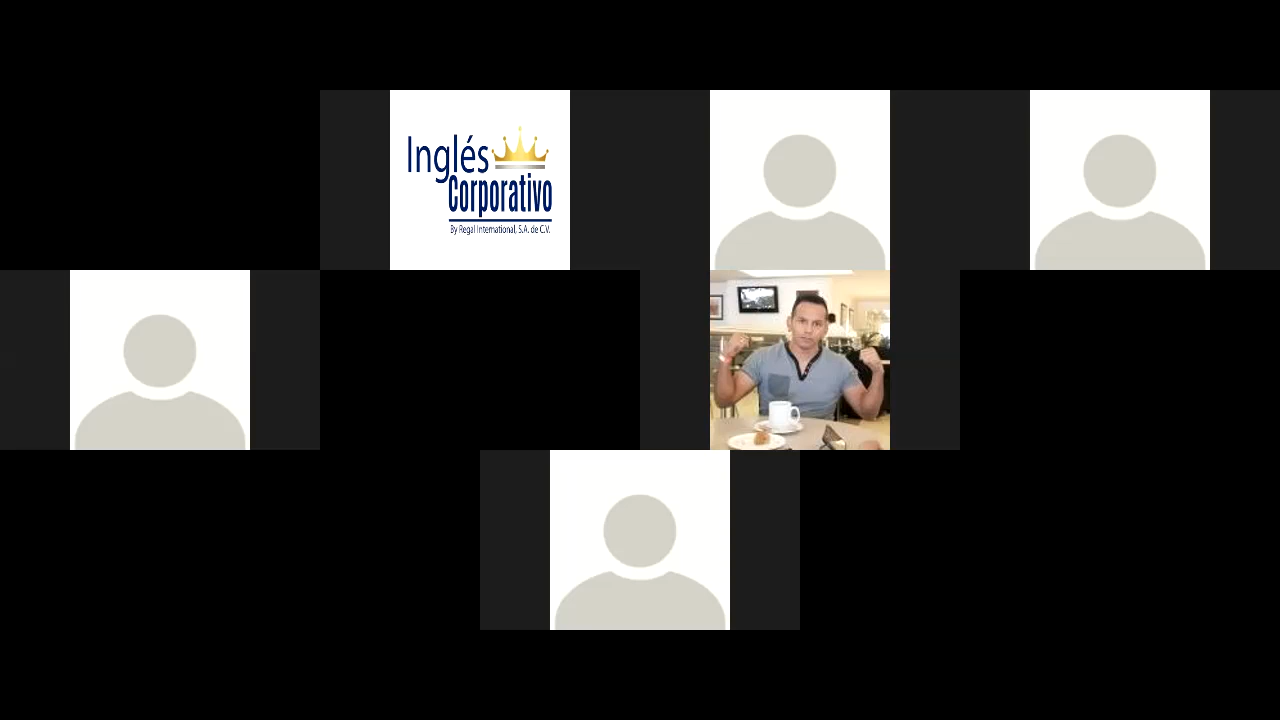 Inglés
Corporativo
By Regal International, S.A. de C.V.